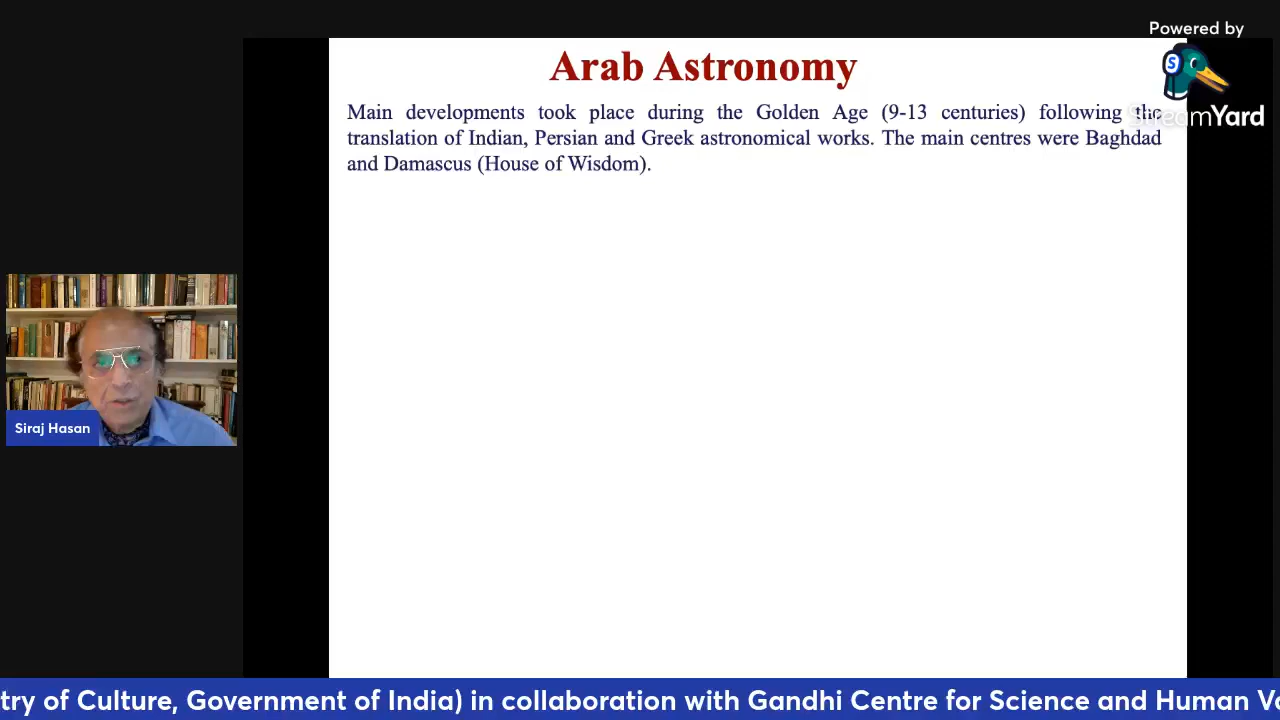 Powered by
StreamYard
Arab Astronomy
Main developments took place during the Golden Age (9-13 centuries) following the
translation of Indian, Persian and Greek astronomical works. The main centres were Baghdad
and Damascus (House of Wisdom).
Siraj Hasan
try of Culture, Government of India) in collaboration with Gandhi Centre for Science and Human Va